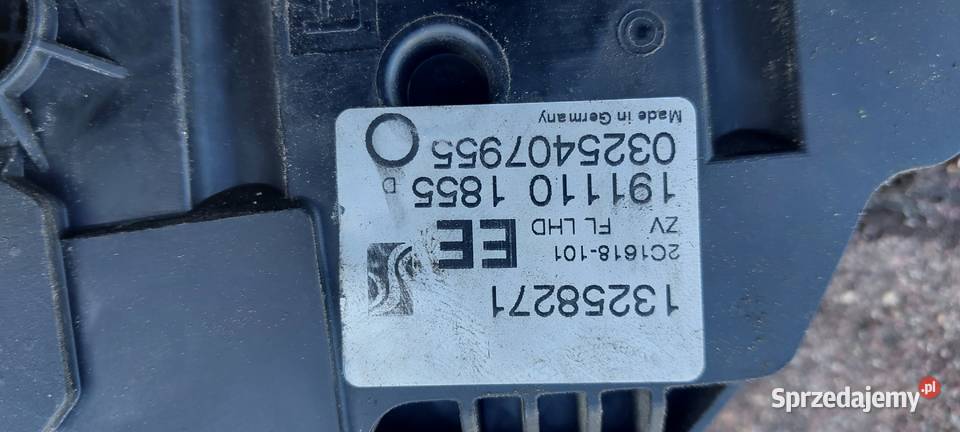 13258271
2C1618-101
EE
ZV FL LHD
191110 1855 D
0325407955
Made in Germany
Sprzedajemy.pl